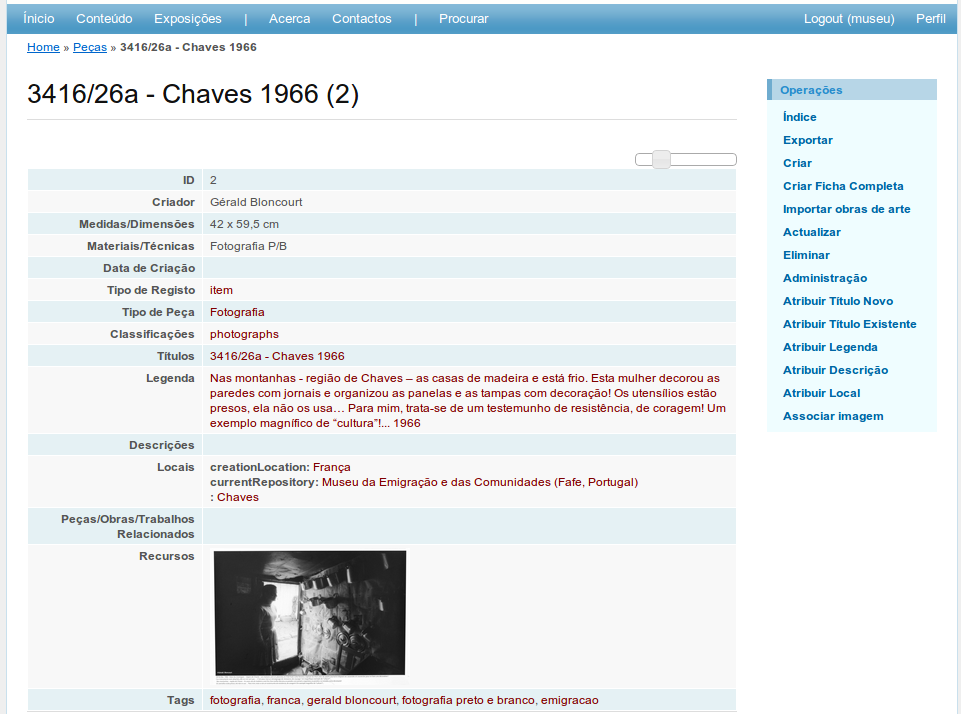 Ínicio Conteúdo Exposições | Acerca Contactos | Procurar Logout (museu) Perfil
Home » Peças » 3416/26a - Chaves 1966
3416/26a - Chaves 1966 (2)
ID 2
Criador Gérald Bloncourt
Medidas/Dimensões 42 x 59,5 cm
Materiais/Técnicas Fotografia P/B
Data de Criação
Tipo de Registo item
Tipo de Peça Fotografia
Classificações photographs
Títulos 3416/26a - Chaves 1966
Legenda Nas montanhas - região de Chaves – as casas de madeira e está frio. Esta mulher decorou as
paredes com jornais e organizou as panelas e as tampas com decoração! Os utensílios estão
presos, ela não os usa… Para mim, trata-se de um testemunho de resistência, de coragem! Um
exemplo magnífico de “cultura”!... 1966
Descrições
Locais creationLocation: França
currentRepository: Museu da Emigração e das Comunidades (Fafe, Portugal)
: Chaves
Peças/Obras/Trabalhos
Relacionados
Recursos
Tags fotografia, franca, gerald bloncourt, fotografia preto e branco, emigracao
Operações
Índice
Exportar
Criar
Criar Ficha Completa
Importar obras de arte
Actualizar
Eliminar
Administração
Atribuir Título Novo
Atribuir Título Existente
Atribuir Legenda
Atribuir Descrição
Atribuir Local
Associar imagem